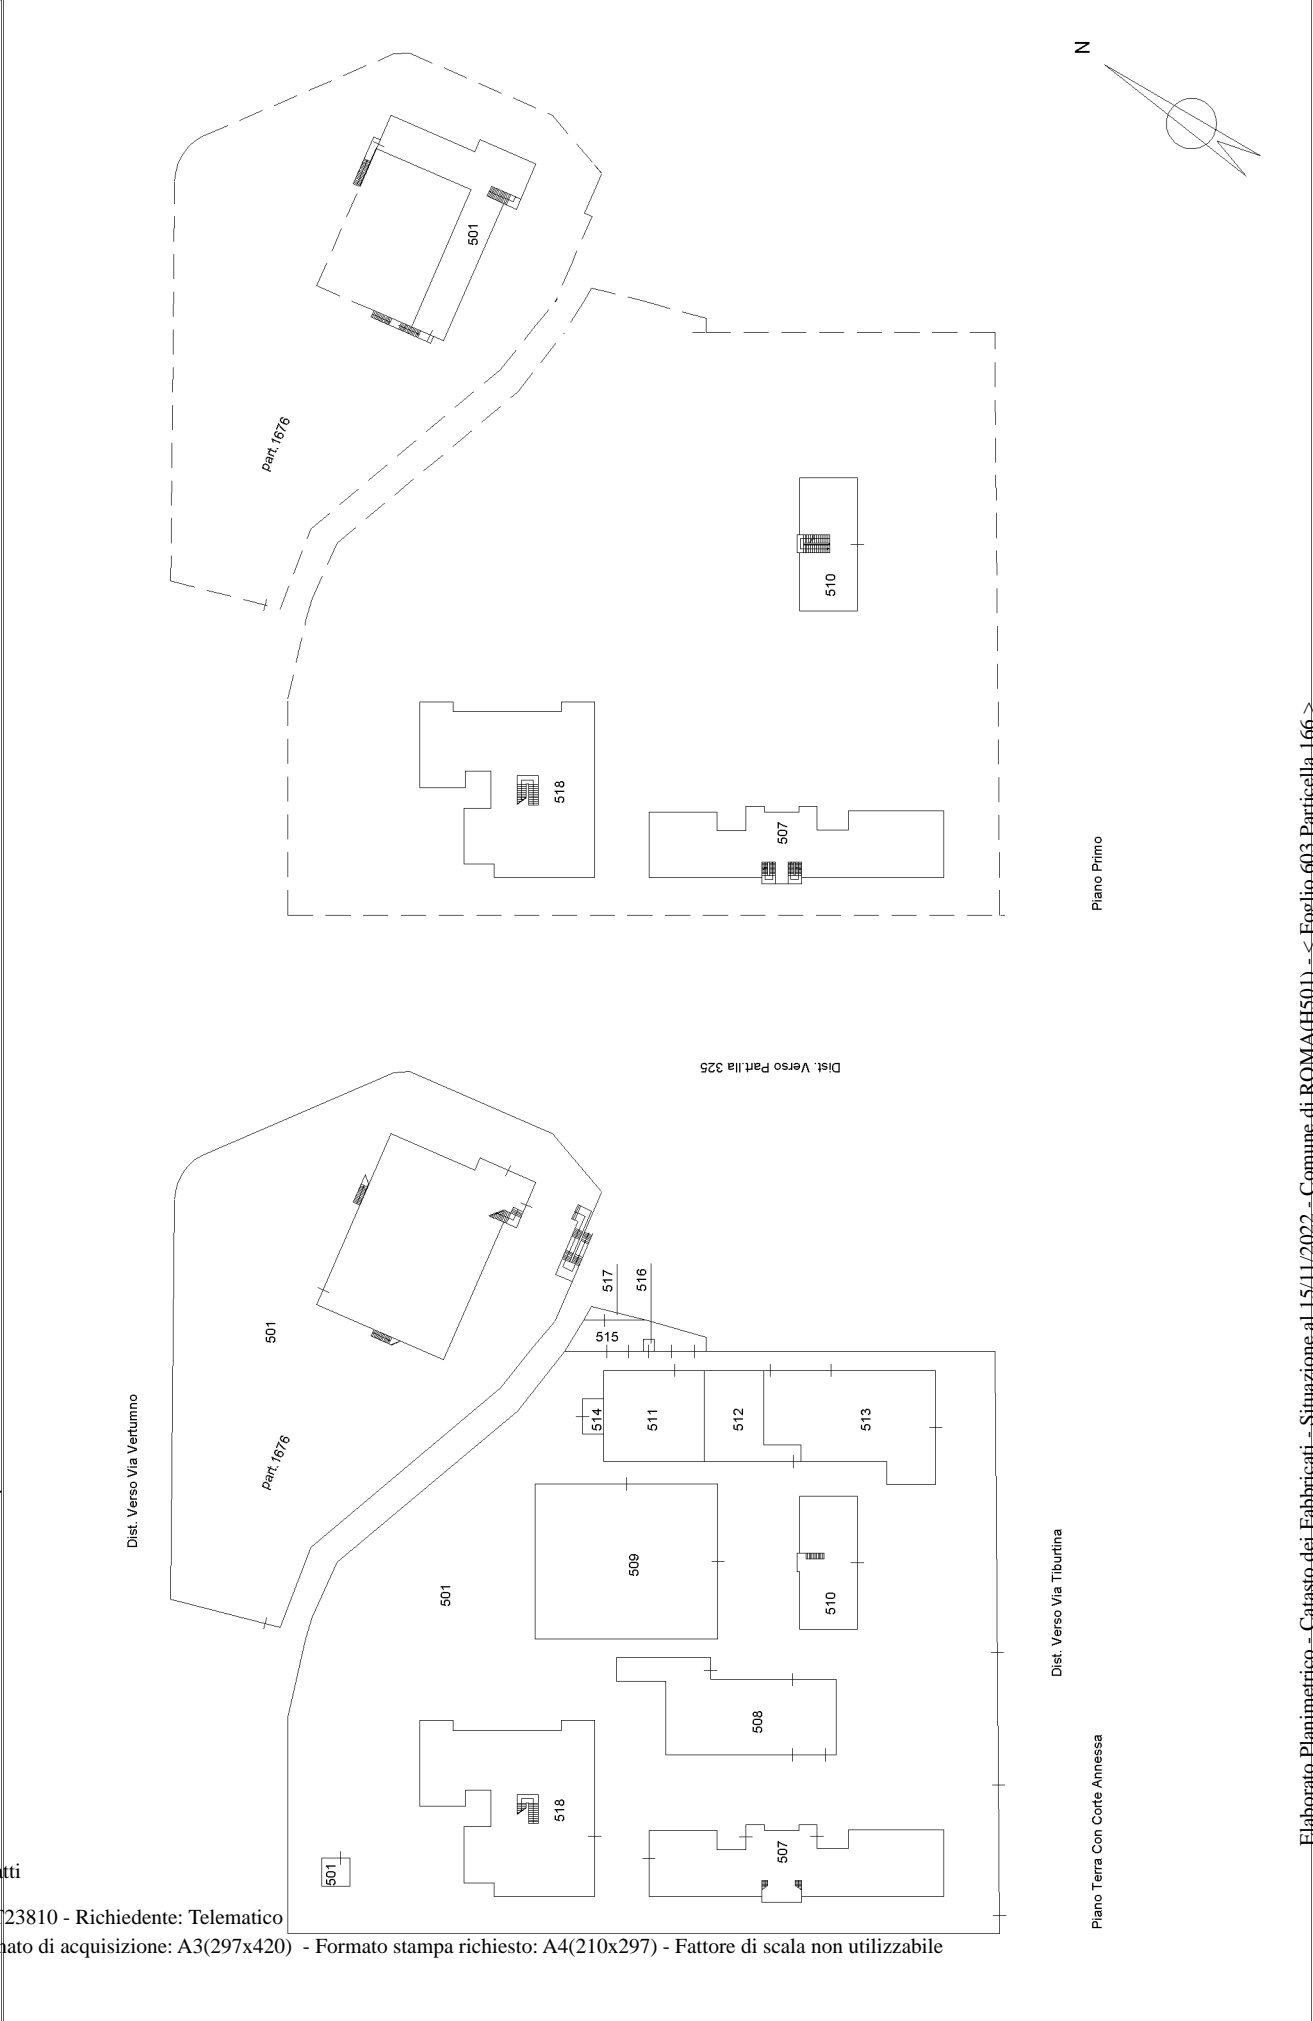 N
501
part.1676
510
518
507
Piano Primo
Dist. Verso Part.lla 325
Dist. Verso Via Vertumno
501
part.1676
517
516
515
514
511
512
513
509
501
510
508
518
507
501
Dist. Verso Via Tiburtina
Piano Terra Con Corte Annessa
Elaborato Planimetrico - Catasto dei Fabbricati - Situazione al 15/11/2022 - Comune di ROMA(H501) - < Foglio 603 Particella 166 >
23810 - Richiedente: Telematico
di acquisizione: A3(297x420) - Formato stampa richiesto: A4(210x297) - Fattore di scala non utilizzabile